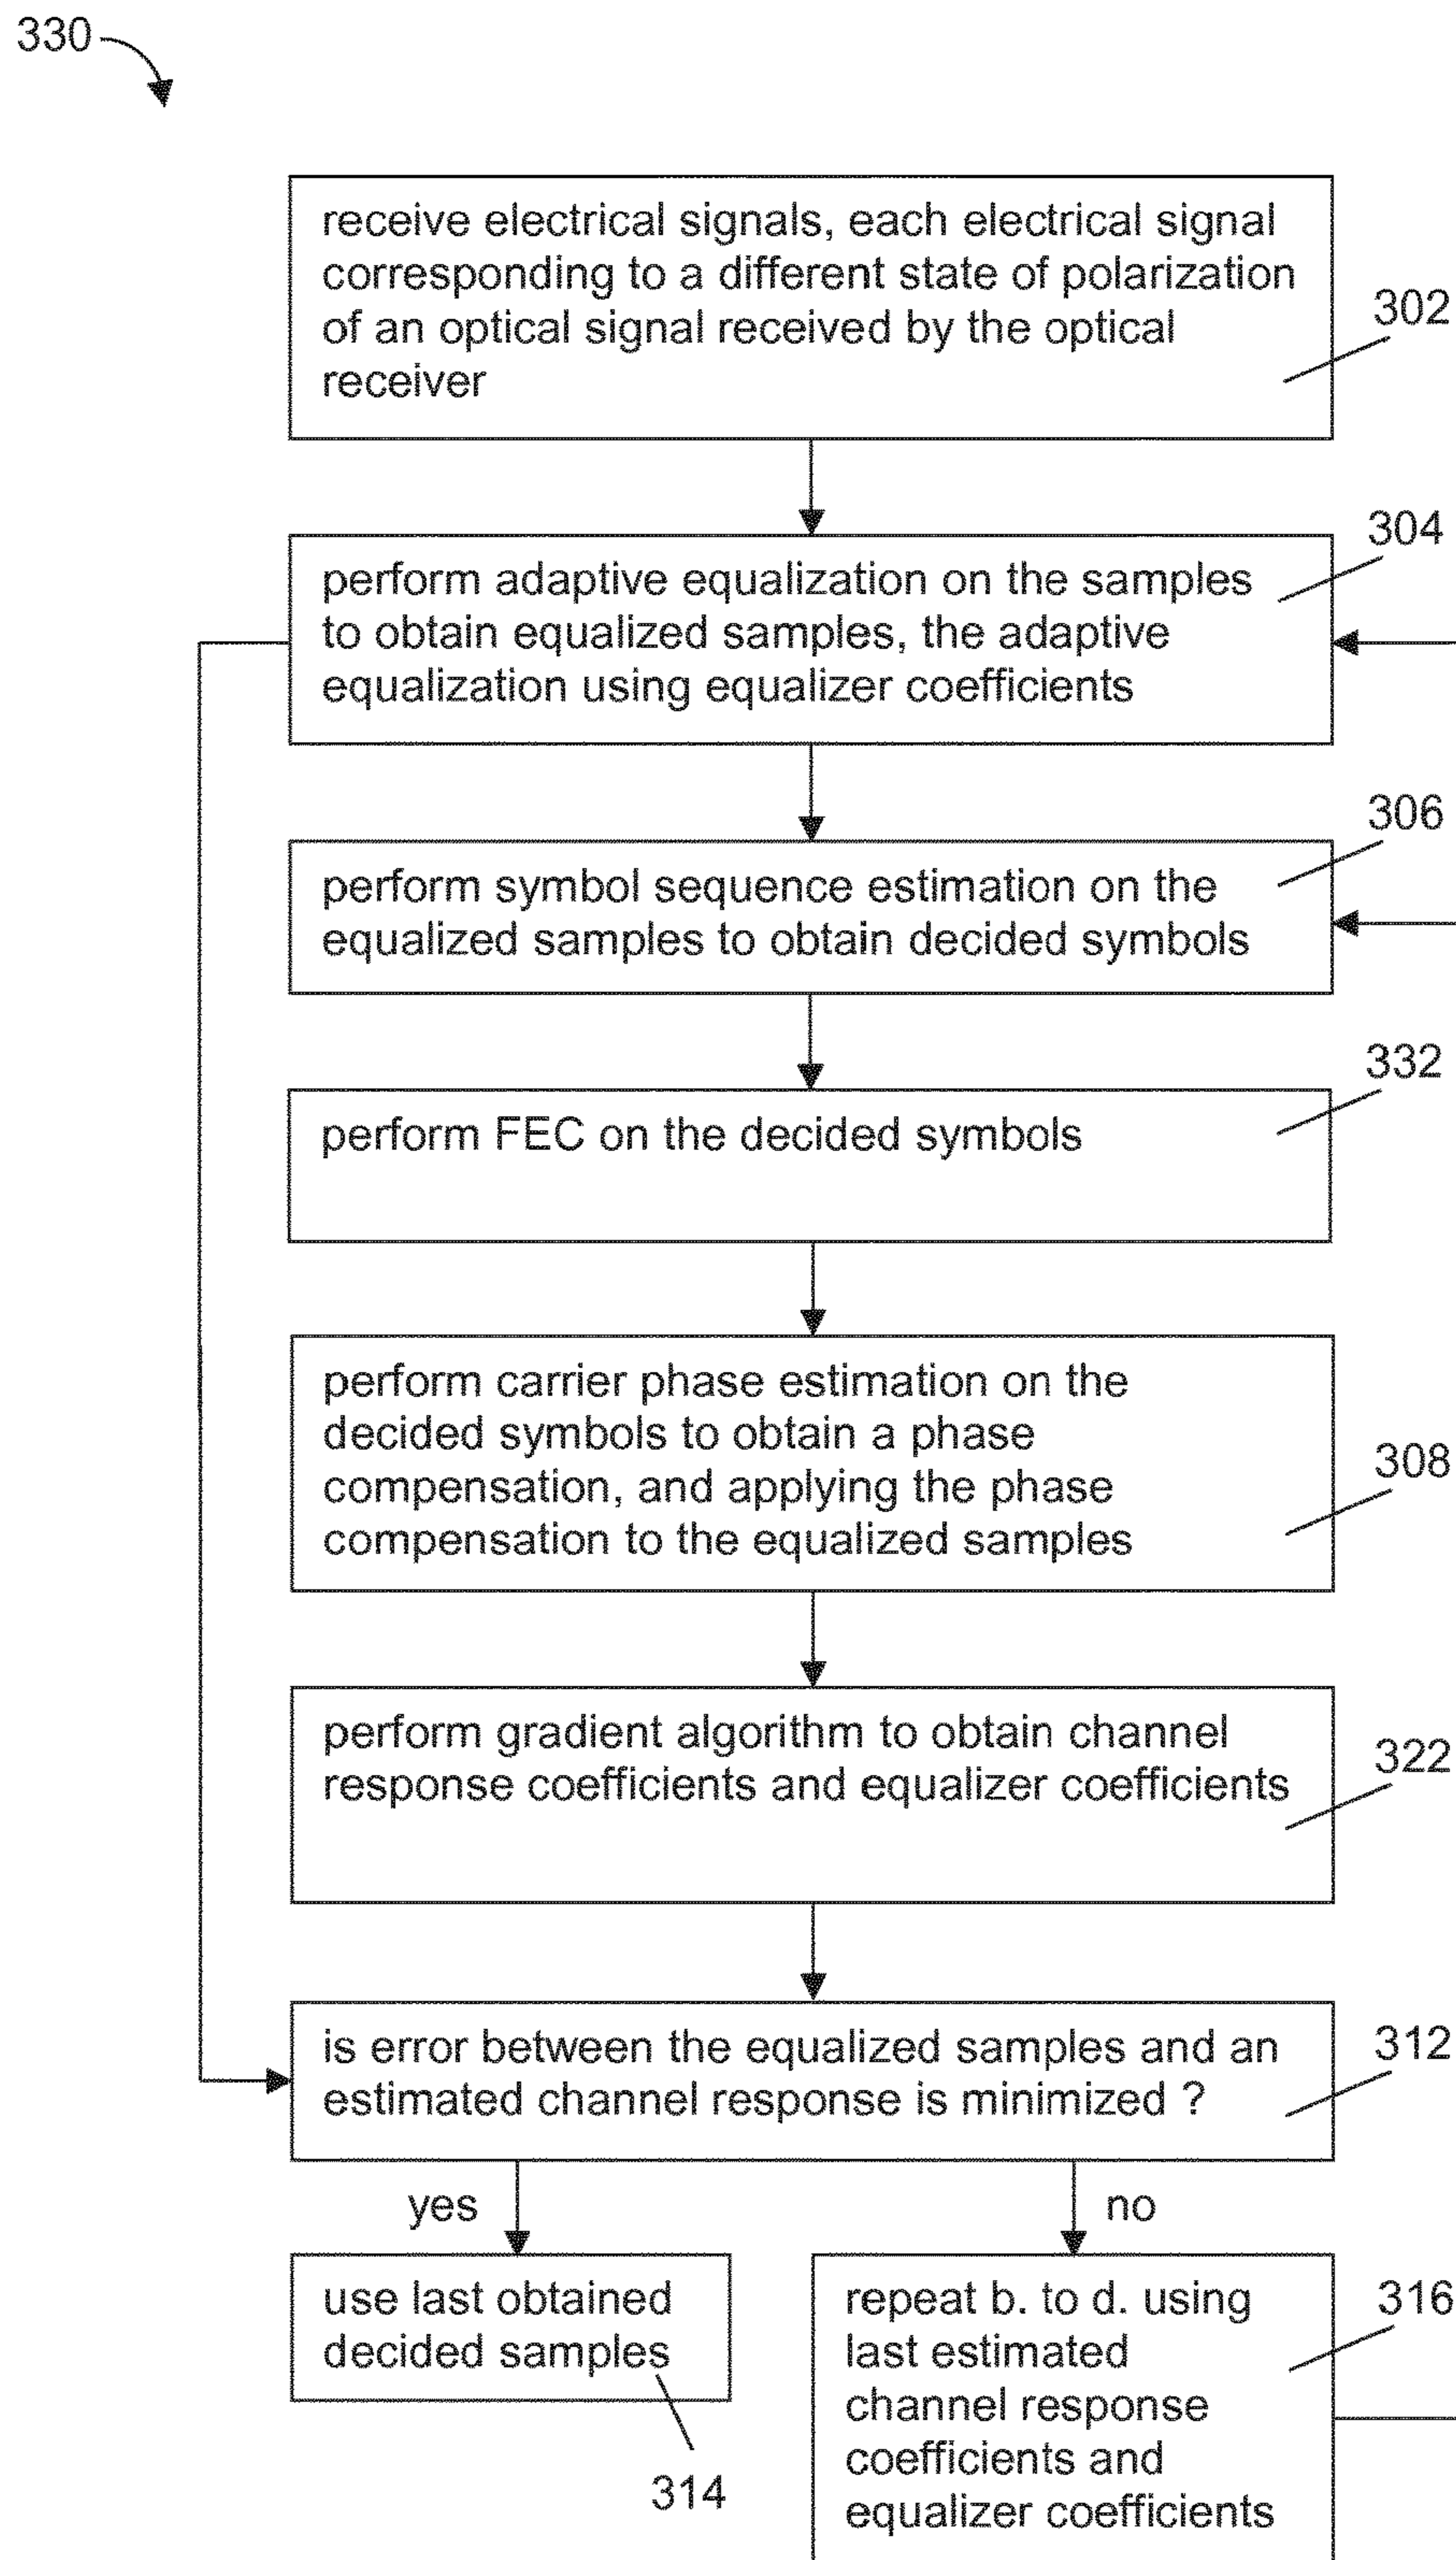 330
receive electrical signals, each electrical signal
corresponding to a different state of polarization
of an optical signal received by the optical
receiver
302
perform adaptive equalization on the samples
to obtain equalized samples, the adaptive
equalization using equalizer coefficients
304
perform symbol sequence estimation on the
equalized samples to obtain decided symbols
306
perform FEC on the decided symbols
332
perform carrier phase estimation on the
decided symbols to obtain a phase
compensation, and applying the phase
compensation to the equalized samples
308
perform gradient algorithm to obtain channel
response coefficients and equalizer coefficients
322
is error between the equalized samples and an
estimated channel response is minimized ?
312
yes
no
use last obtained
decided samples
314
repeat b. to d. using
last estimated
channel response
coefficients and
equalizer coefficients
316